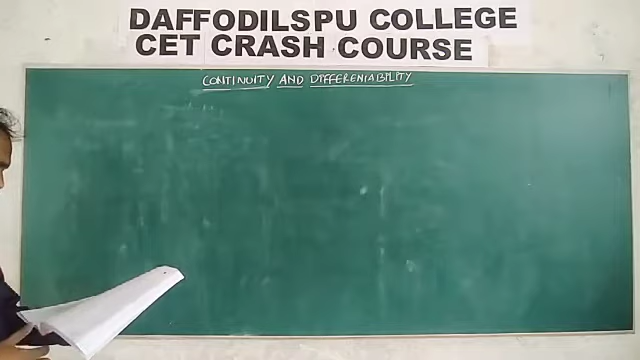 DAFFODILSPU COLLEGE
CET CRASH COURSE
CONTINUITY AND DIFFERENIABILITY